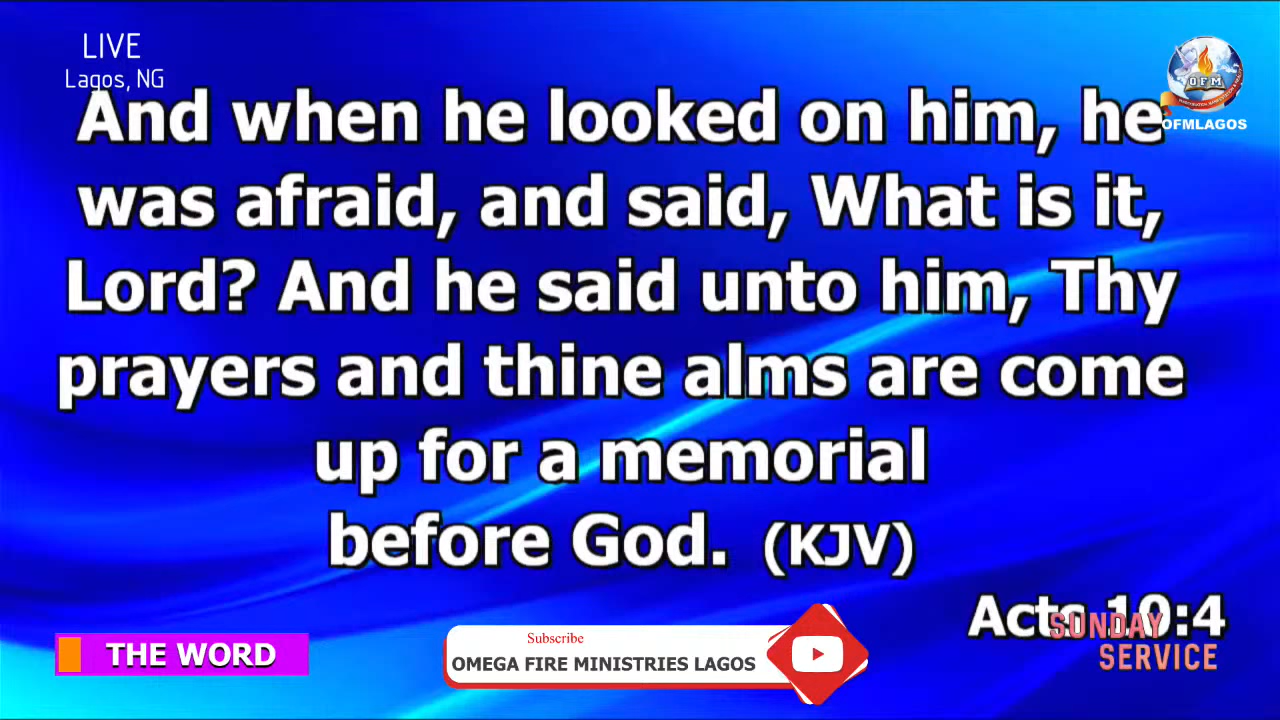 LIVE
Lagos, NG
OFM
OFMLAGOS
And when he looked on him, he
was afraid, and said, What is it,
Lord? And he said unto him, Thy
prayers and thine alms are come
up for a memorial
before God. (KJV)
Acts 10:4
SUNDAY
SERVICE
THE WORD
Subscribe
OMEGA FIRE MINISTRIES LAGOS